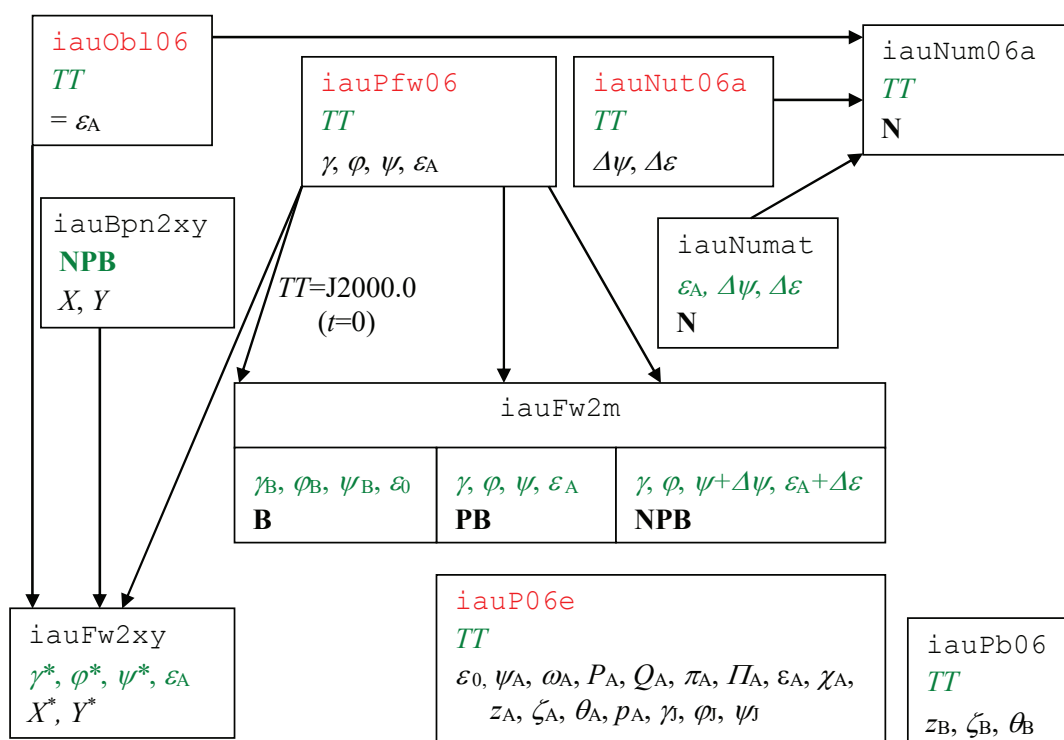 iauObl06
TT
= εA
iauPfw06
TT
γ, φ, ψ, εA
iauNut06a
TT
Δψ, Δε
iauNum06a
TT
N
iauBpn2xy
NPB
X, Y
TT=J2000.0
(t=0)
iauNumat
εA, Δψ, Δε
N
iauFw2m
γB, φB, ψB, ε0
B
γ, φ, ψ, εA
PB
γ, φ, ψ+Δψ, εA+Δε
NPB
iauFw2xy
γ*, φ*, ψ*, εA
X*, Y*
iauP06e
TT
ε0, ψA, ωA, PA, QA, πA, ΠA, εA, χA,
zA, ζA, θA, pA, γJ, φJ, ψJ
iauPb06
TT
zB, ζB, θB